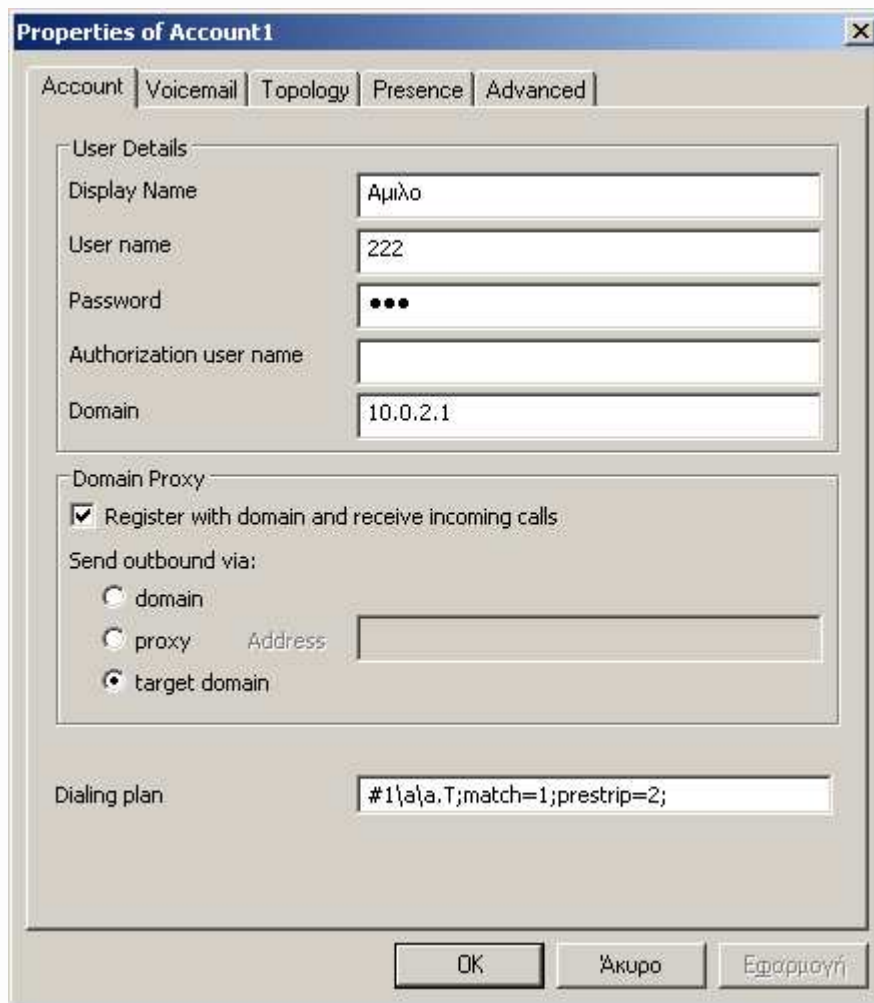 Properties of Account1
Account Voicemail Topology Presence Advanced
User Details
Display Name Αμιλο
User name 222
Password ●●●
Authorization user name
Domain 10.0.2.1
Domain Proxy
Register with domain and receive incoming calls
Send outbound via:
domain
proxy Address
target domain
Dialing plan #1\a\a.T;match=1;prestrip=2;
OK Άκυρο Εφαρμογή